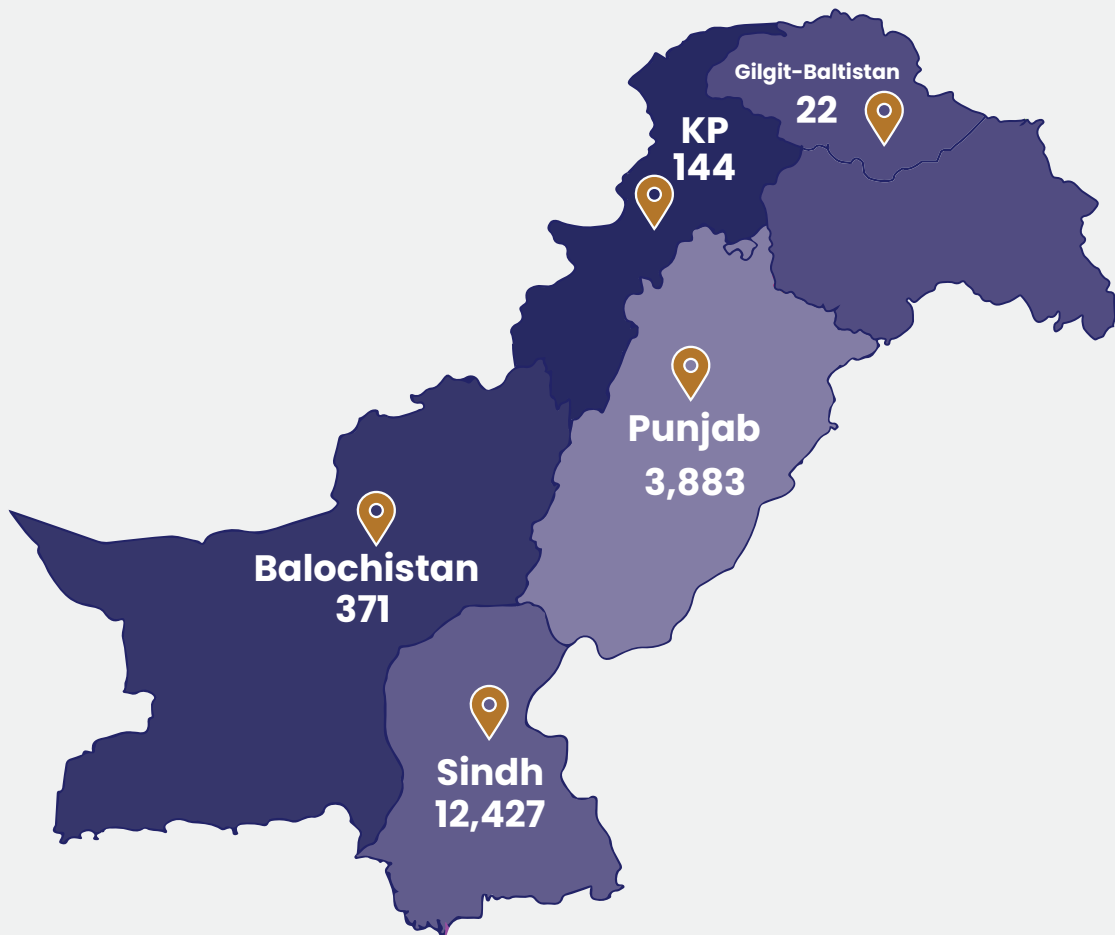 Gilgit-Baltistan
22
KP
144
Punjab
3,883
Balochistan
371
Sindh
12,427